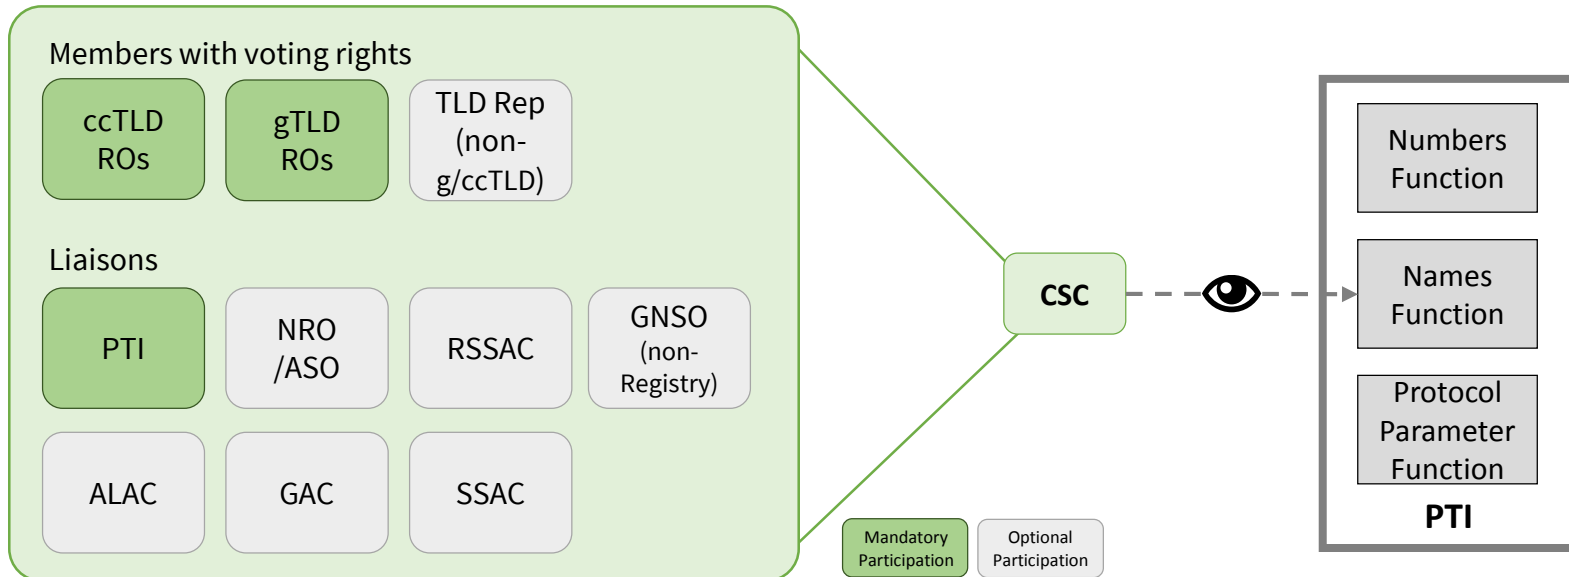 Members with voting rights
ccTLD
ROs
gTLD
ROs
TLD Rep
(non-
g/ccTLD)
Liaisons
PTI
NRO
/ASO
RSSAC
GNSO
(non-
Registry)
ALAC
GAC
SSAC
CSC
Numbers
Function
Names
Function
Protocol
Parameter
Function
PTI
Mandatory
Participation
Optional
Participation